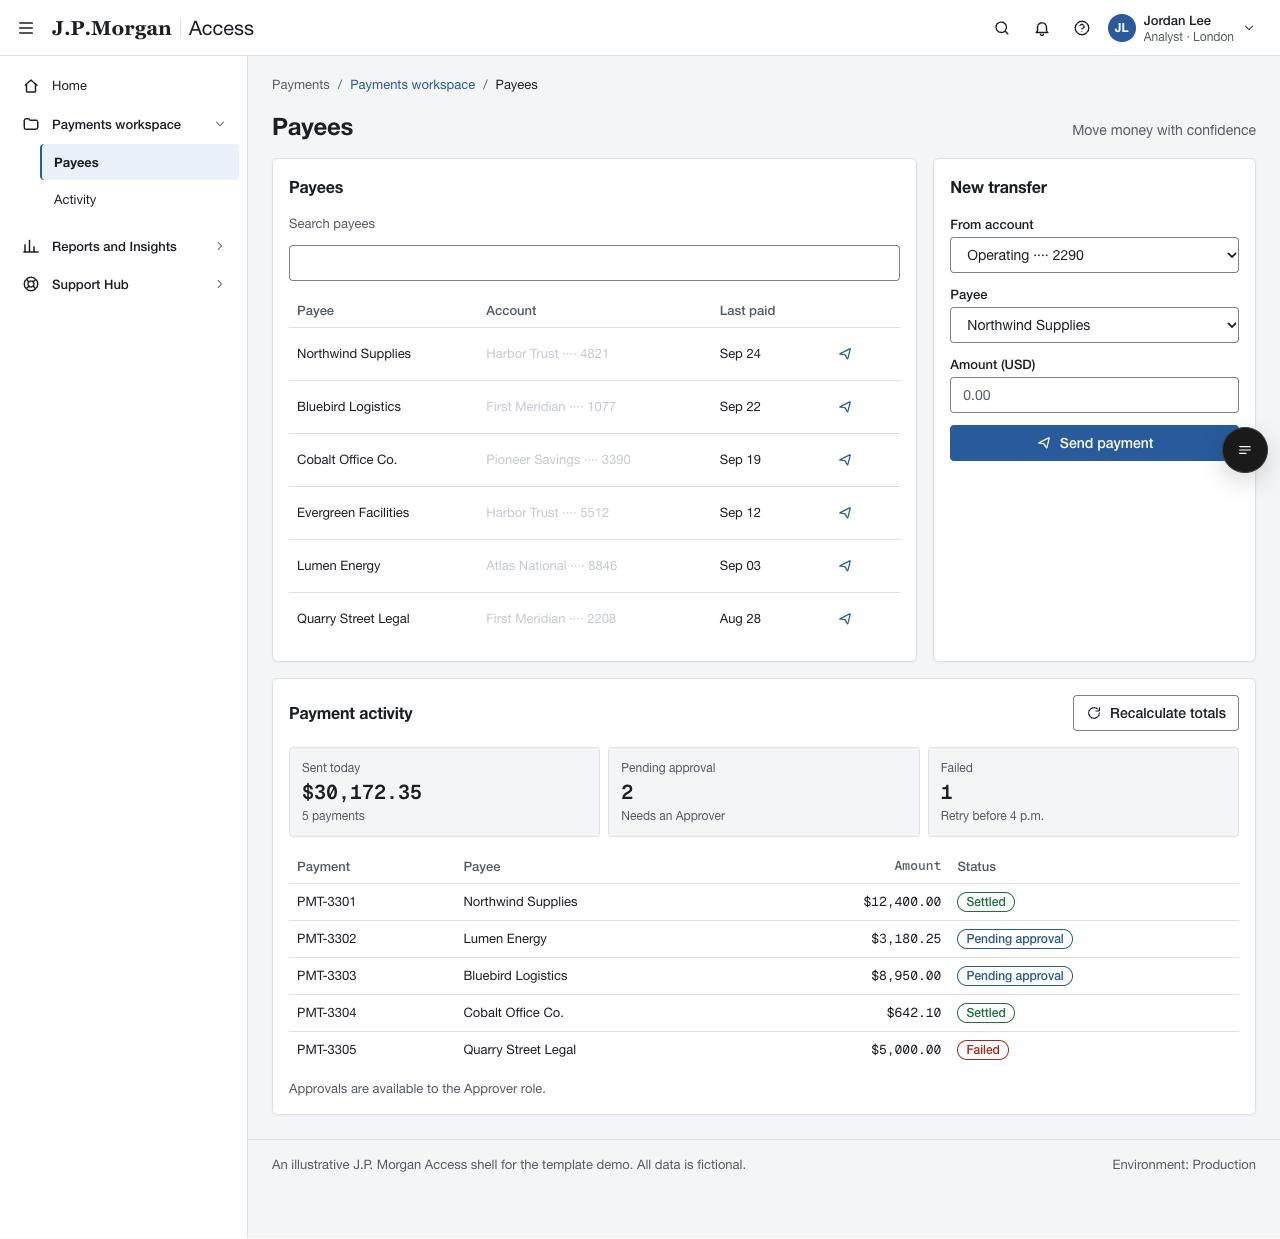 J.P.Morgan Access
JL
Jordan Lee
Analyst · London
Home
Payments workspace
Payees
Activity
Reports and Insights
Support Hub
Payments / Payments workspace / Payees
Payees
Move money with confidence
Payees
Search payees
Payee Account Last paid
Northwind Supplies Harbor Trust ···· 4821 Sep 24
Bluebird Logistics First Meridian ···· 1077 Sep 22
Cobalt Office Co. Pioneer Savings ···· 3390 Sep 19
Evergreen Facilities Harbor Trust ···· 5512 Sep 12
Lumen Energy Atlas National ···· 8846 Sep 03
Quarry Street Legal First Meridian ···· 2208 Aug 28
New transfer
From account
Operating ···· 2290
Payee
Northwind Supplies
Amount (USD)
0.00
Send payment
Payment activity
Recalculate totals
Sent today
$30,172.35
5 payments
Pending approval
2
Needs an Approver
Failed
1
Retry before 4 p.m.
Payment Payee Amount Status
PMT-3301 Northwind Supplies $12,400.00 Settled
PMT-3302 Lumen Energy $3,180.25 Pending approval
PMT-3303 Bluebird Logistics $8,950.00 Pending approval
PMT-3304 Cobalt Office Co. $642.10 Settled
PMT-3305 Quarry Street Legal $5,000.00 Failed
Approvals are available to the Approver role.
An illustrative J.P. Morgan Access shell for the template demo. All data is fictional.
Environment: Production